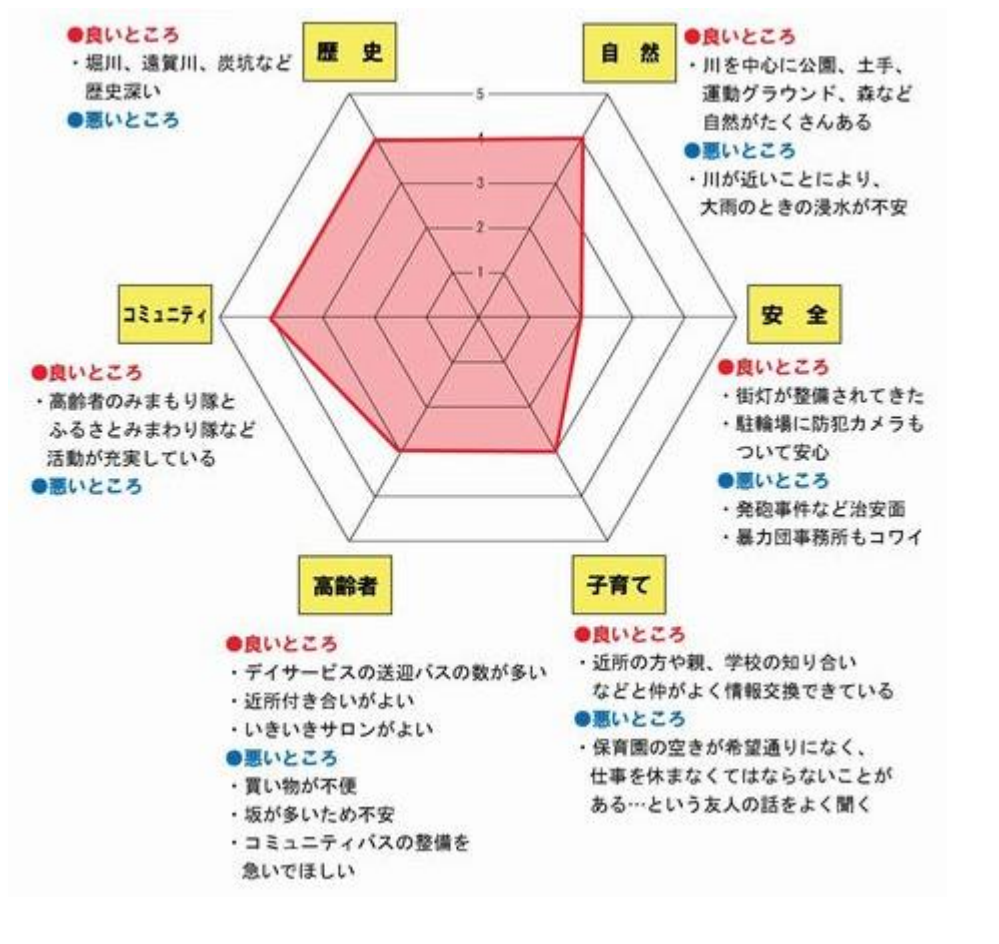 歴 史
●良いところ
・堀川、遠賀川、炭坑など
歴史深い
●悪いところ
自 然
●良いところ
・川を中心に公園、土手、
運動グラウンド、森など
自然がたくさんある
●悪いところ
・川が近いことにより、
大雨のときの浸水が不安
5
4
3
2
1
コミュニティ
●良いところ
・高齢者のみまもり隊と
ふるさとみまわり隊など
活動が充実している
●悪いところ
安 全
●良いところ
・街灯が整備されてきた
・駐輪場に防犯カメラも
ついて安心
●悪いところ
・発砲事件など治安面
・暴力団事務所もコワイ
高齢者
●良いところ
・デイサービスの送迎バスの数が多い
・近所付き合いがよい
・いきいきサロンがよい
●悪いところ
・買い物が不便
・坂が多いため不安
・コミュニティバスの整備を
急いでほしい
子育て
●良いところ
・近所の方や親、学校の知り合い
などと仲がよく情報交換できている
●悪いところ
・保育園の空きが希望通りになく、
仕事を休まなくてはならないことが
ある…という友人の話をよく聞く